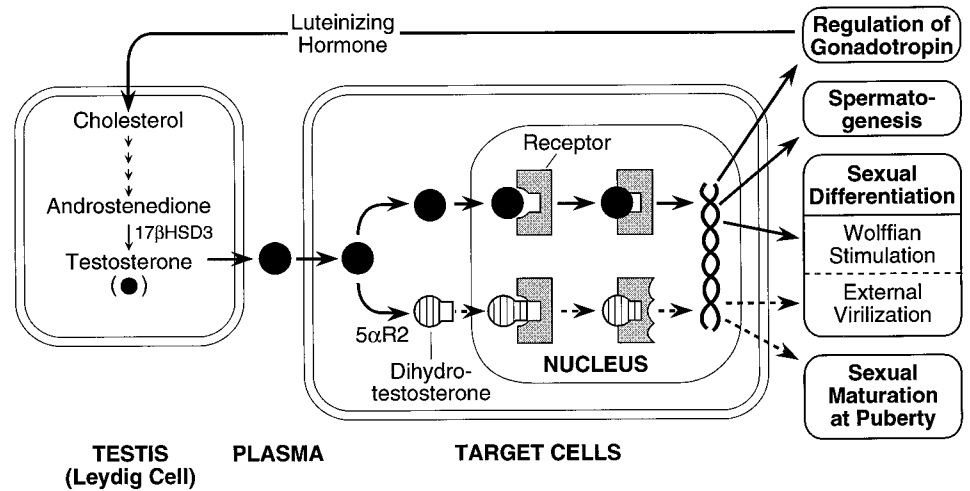 Luteinizing
Hormone
Regulation of
Gonadotropin
Cholesterol
Androstenedione
17βHSD3
Testosterone
( )
Receptor
5αR2
Dihydro-
testosterone
NUCLEUS
Spermato-
genesis
Sexual
Differentiation
Wolffian
Stimulation
External
Virilization
Sexual
Maturation
at Puberty
TESTIS
(Leydig Cell)
PLASMA
TARGET CELLS